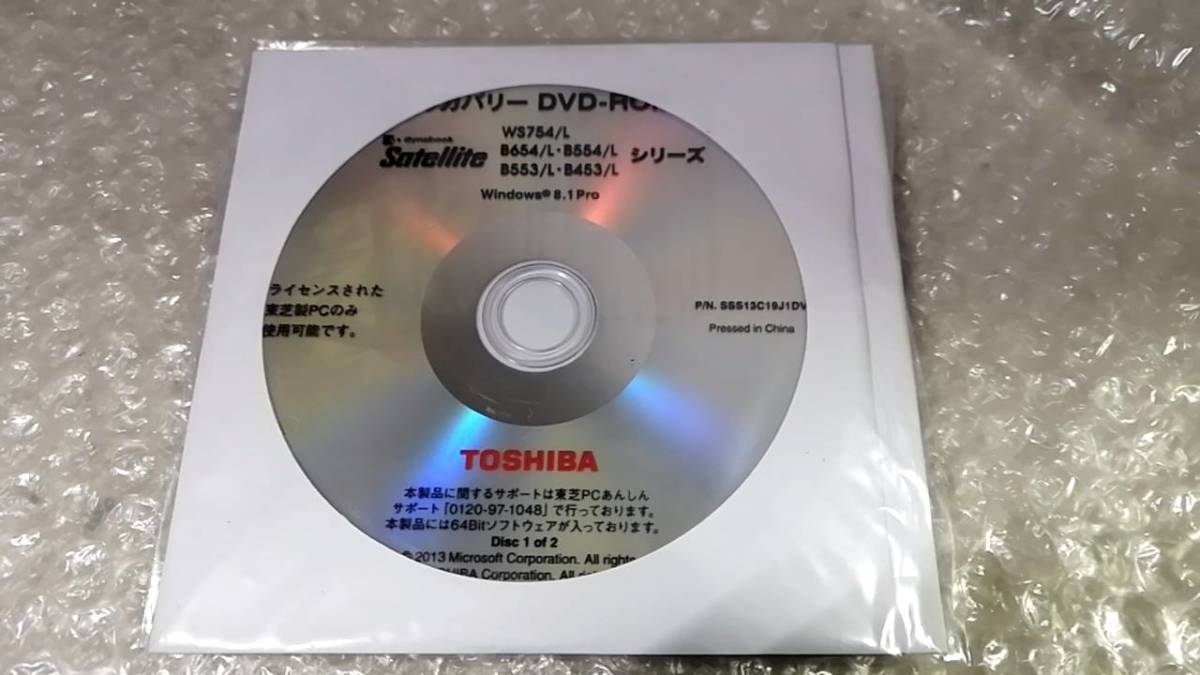 カバリー DVD-ROM
dynabook
Satellite
WS754/L
B654/L・B554/L
B553/L・B453/L
シリーズ
Windows® 8.1 Pro
ライセンスされた
東芝製PCのみ
使用可能です。
P/N. SSS13C19J1DV
Pressed in China
TOSHIBA
本製品に関するサポートは東芝PCあんしん
サポート「0120-97-1048」で行っております。
本製品には64Bitソフトウェアが入っております。
Disc 1 of 2
© 2013 Microsoft Corporation. All rights
HIBA Corporation. All